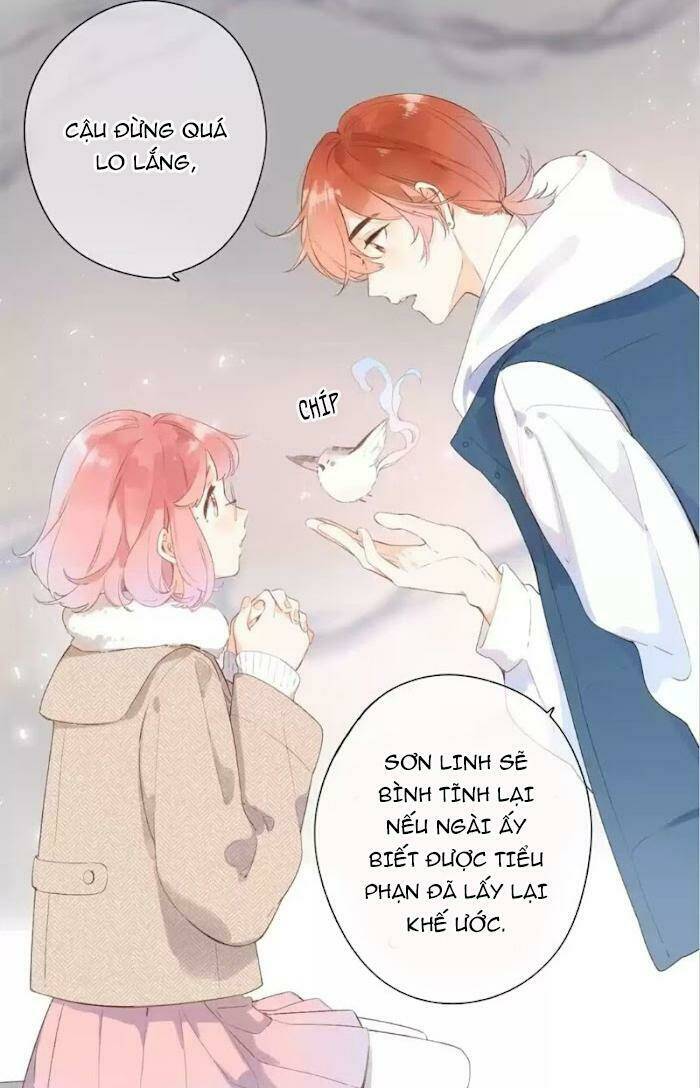 CẬU ĐỪNG QUÁ
LO LẮNG,
CHÍP
SƠN LINH SẼ
BÌNH TĨNH LẠI
NẾU NGÀI ẤY
BIẾT ĐƯỢC TIỂU
PHẠN ĐÃ LẤY LẠI
KHẾ ƯỚC.